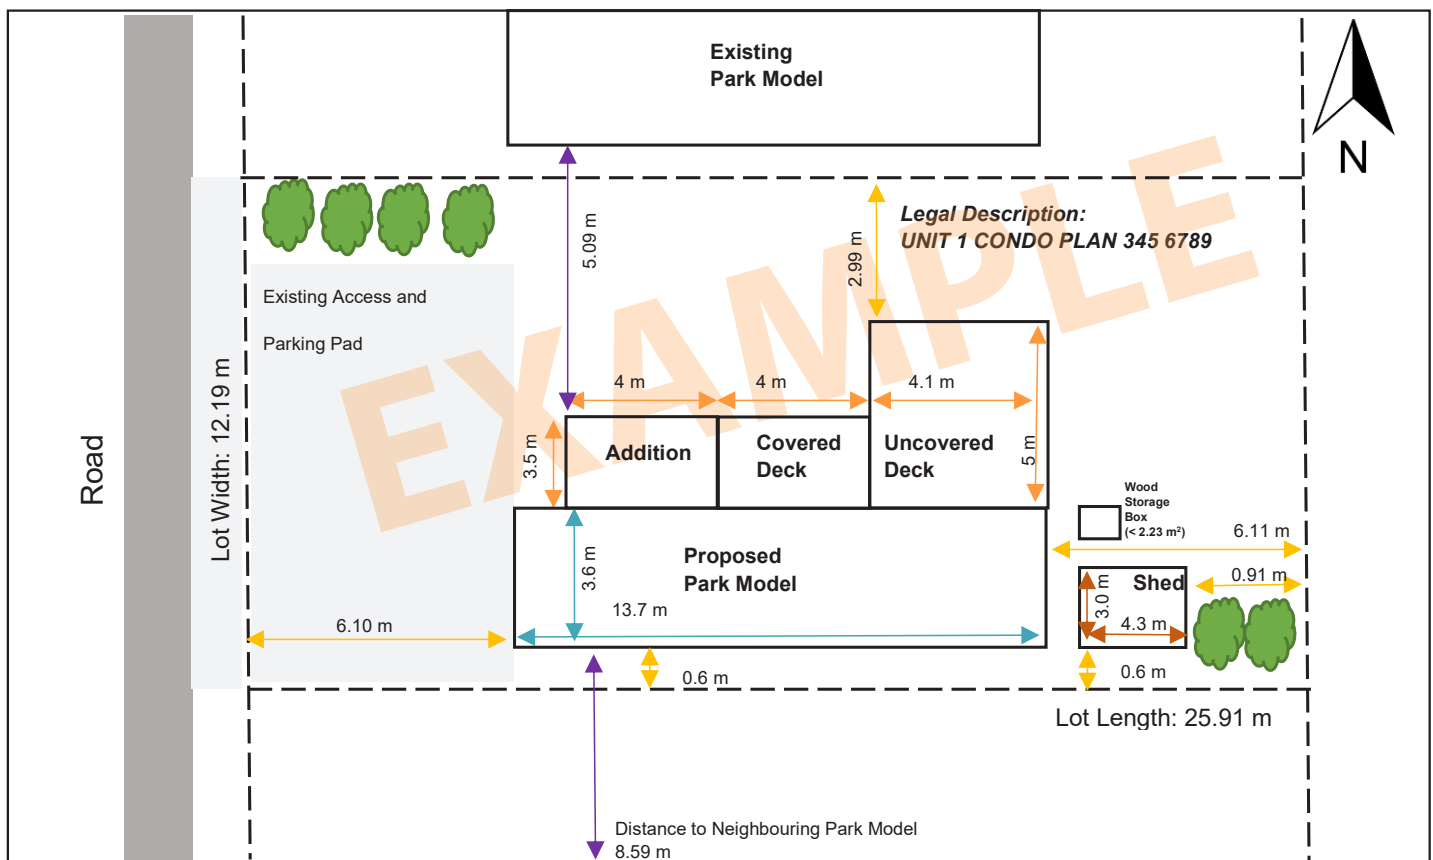 Existing
Park Model
N
Legal Description:
UNIT 1 CONDO PLAN 345 6789
5.09 m
2.99 m
Existing Access and
Parking Pad
EXAMPLE
Road
Lot Width: 12.19 m
4 m
4 m
4.1 m
3.5 m
Addition
Covered
Deck
Uncovered
Deck
5 m
Wood
Storage
Box
(< 2.23 m²)
6.11 m
Proposed
Park Model
3.6 m
13.7 m
Shed
3.0 m
4.3 m
0.91 m
6.10 m
0.6 m
0.6 m
Lot Length: 25.91 m
Distance to Neighbouring Park Model
8.59 m